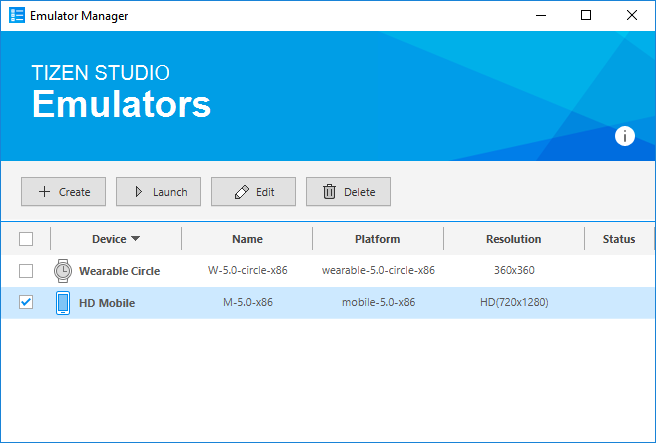 Emulator Manager
TIZEN STUDIO
Emulators
Create Launch Edit Delete
Device Name Platform Resolution Status
Wearable Circle W-5.0-circle-x86 wearable-5.0-circle-x86 360x360
HD Mobile M-5.0-x86 mobile-5.0-x86 HD(720x1280)